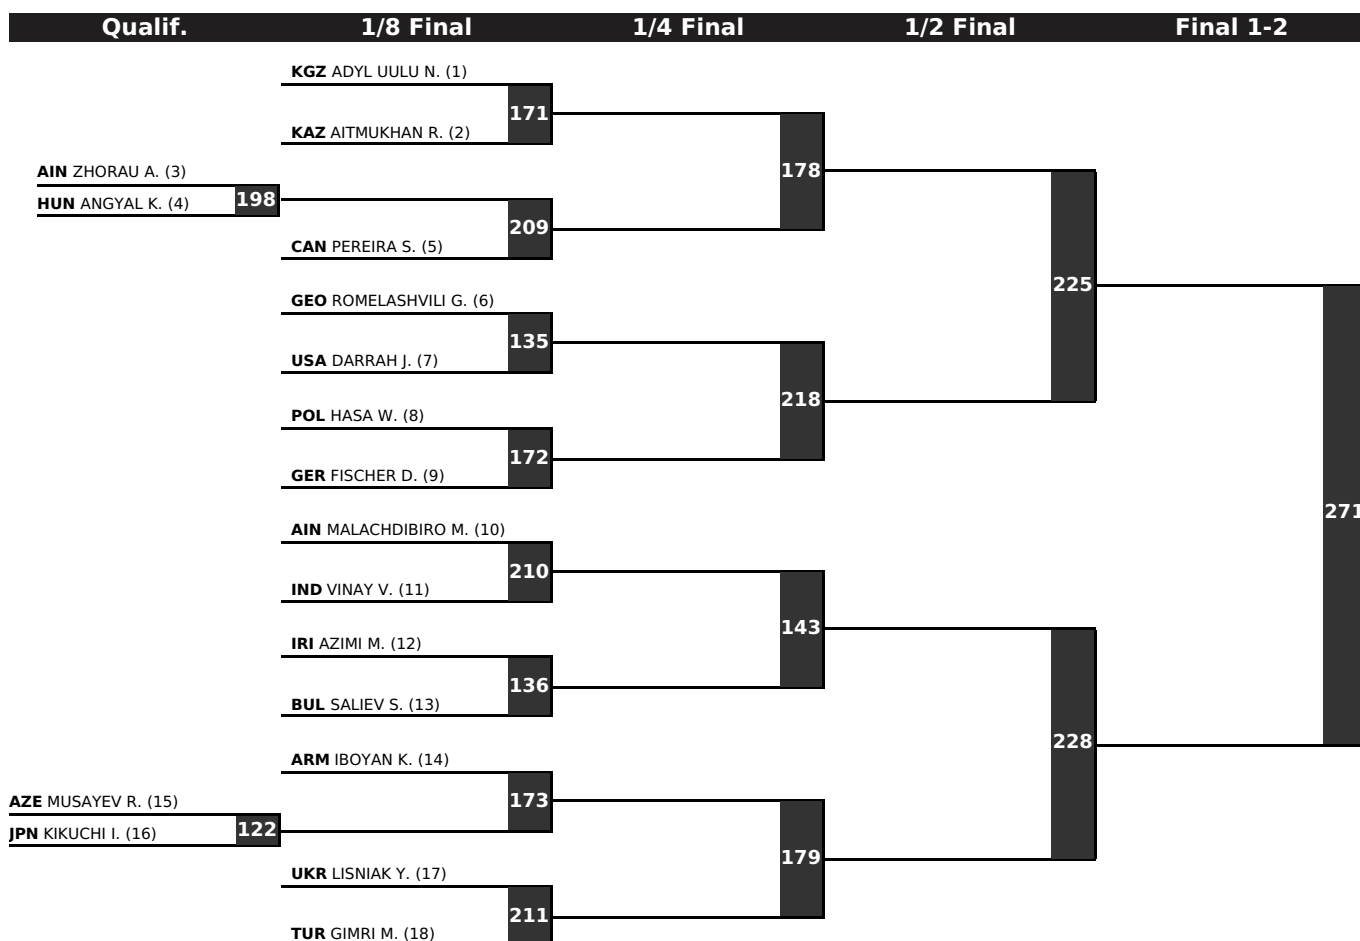 Qualif. 1/8 Final 1/4 Final 1/2 Final Final 1-2
KGZ ADYL UULU N. (1)
171
KAZ AITMUKHAN R. (2)
AIN ZHORAU A. (3)
178
HUN ANGYAL K. (4) 198
209
CAN PEREIRA S. (5)
225
GEO ROMELASHVILI G. (6)
135
USA DARRAH J. (7)
218
POL HASA W. (8)
172
GER FISCHER D. (9)
271
AIN MALACHDIBIRO M. (10)
210
IND VINAY V. (11)
143
IRI AZIMI M. (12)
136
BUL SALIEV S. (13)
228
ARM IBOYAN K. (14)
AZE MUSAYEV R. (15)
173
JPN KIKUCHI I. (16) 122
179
UKR LISNIAK Y. (17)
211
TUR GIMRI M. (18)